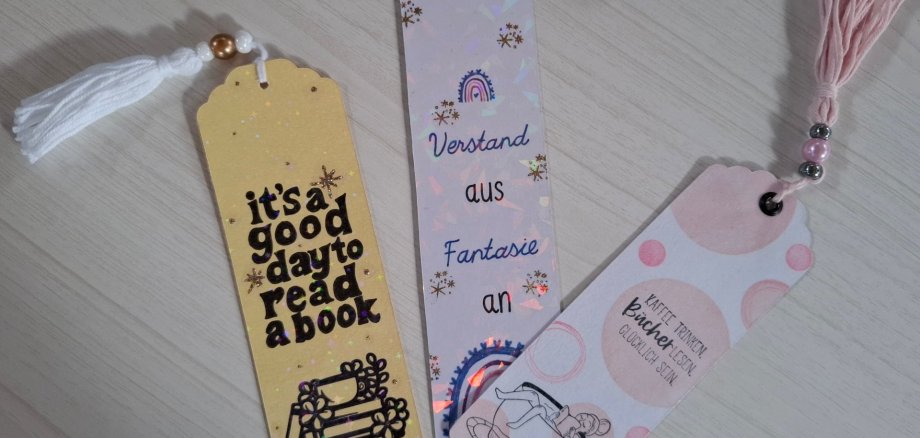 it's a
good
day to
read
a book
Verstand
aus
Fantasie
an
KAFFEE TRINKEN.
Bücher LESEN.
GLÜCKLICH SEIN.